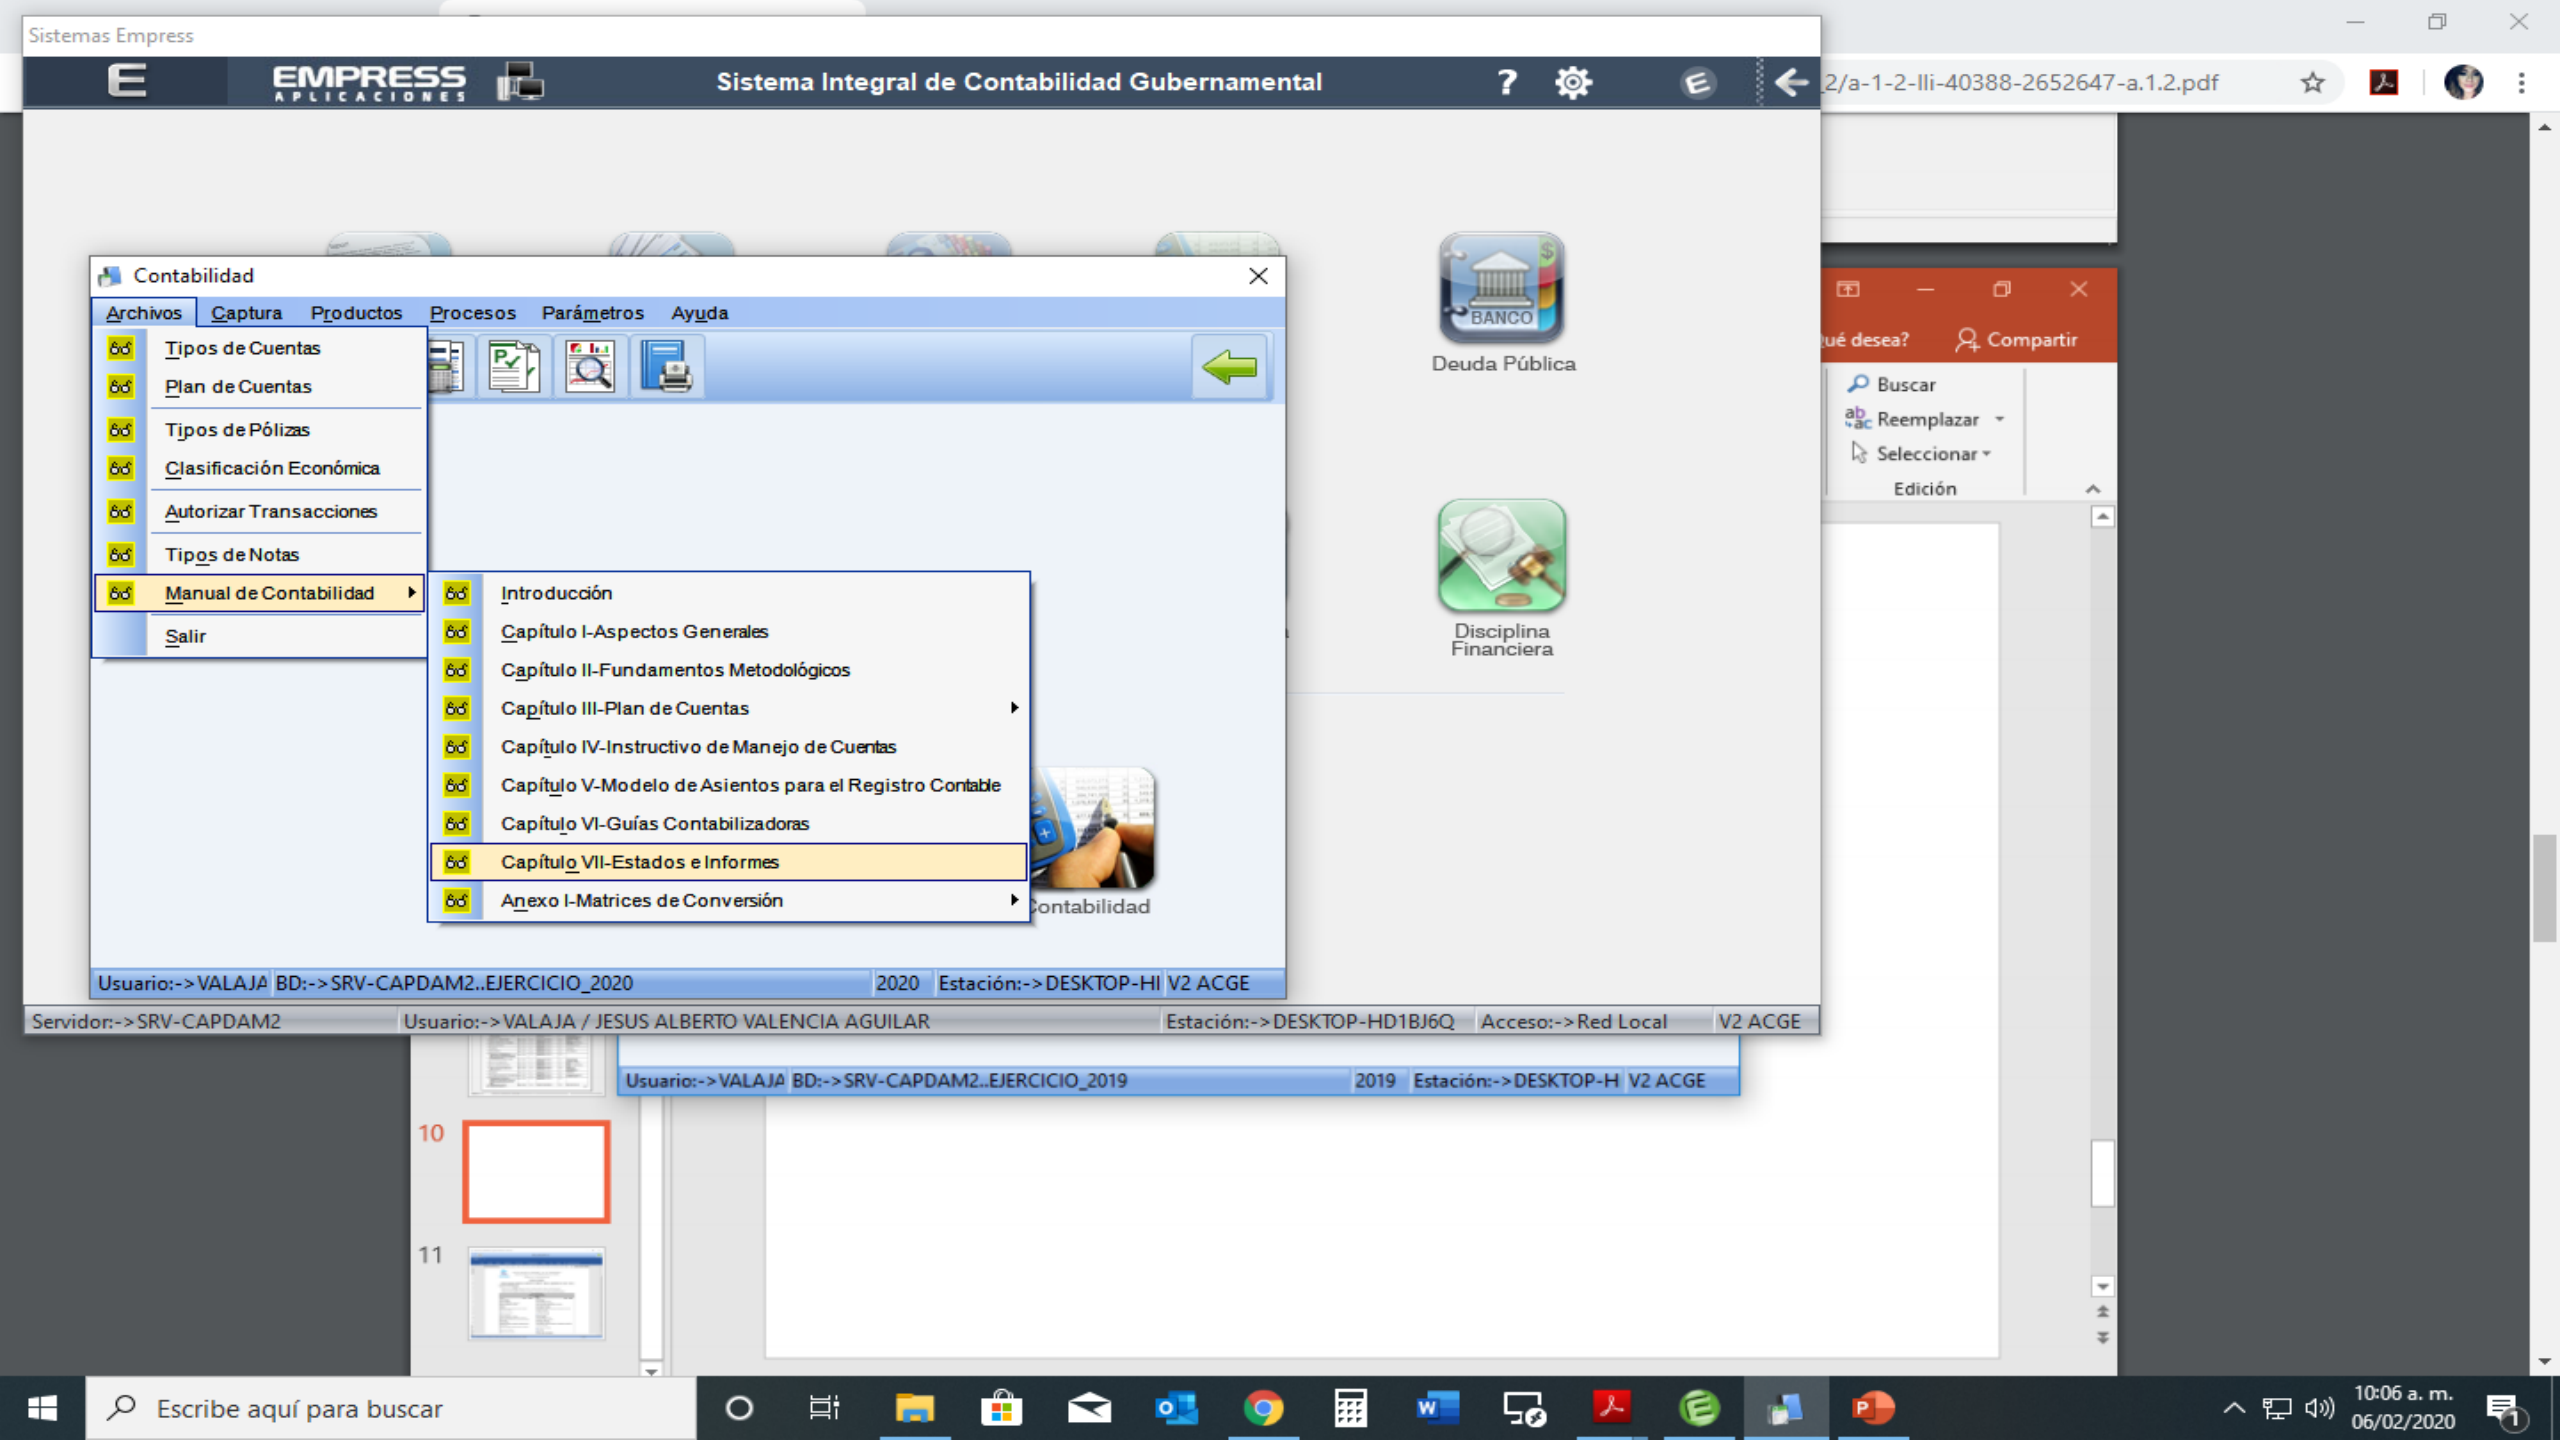 Sistemas Empress
E
EMPRESS
APLICACIONES
Sistema Integral de Contabilidad Gubernamental
?
_2/a-1-2-lli-40388-2652647-a.1.2.pdf
Contabilidad
Archivos Captura Productos Procesos Parámetros Ayuda
Tipos de Cuentas
Plan de Cuentas
Tipos de Pólizas
Clasificación Económica
Autorizar Transacciones
Tipos de Notas
Manual de Contabilidad
Salir
Introducción
Capítulo I-Aspectos Generales
Capítulo II-Fundamentos Metodológicos
Capítulo III-Plan de Cuentas
Capítulo IV-Instructivo de Manejo de Cuentas
Capítulo V-Modelo de Asientos para el Registro Contable
Capítulo VI-Guías Contabilizadoras
Capítulo VII-Estados e Informes
Anexo I-Matrices de Conversión
BANCO
Deuda Pública
Disciplina
Financiera
Contabilidad
desea?
Compartir
Buscar
Reemplazar
Seleccionar
Edición
Usuario:->VALAJA BD:->SRV-CAPDAM2..EJERCICIO_2020 2020 Estación:->DESKTOP-HI V2 ACGE
Servidor:->SRV-CAPDAM2 Usuario:->VALAJA / JESUS ALBERTO VALENCIA AGUILAR Estación:->DESKTOP-HD1BJ6Q Acceso:->Red Local V2 ACGE
Usuario:->VALAJA BD:->SRV-CAPDAM2..EJERCICIO_2019 2019 Estación:->DESKTOP-H V2 ACGE
10
11
Escribe aquí para buscar
10:06 a. m.
06/02/2020
1